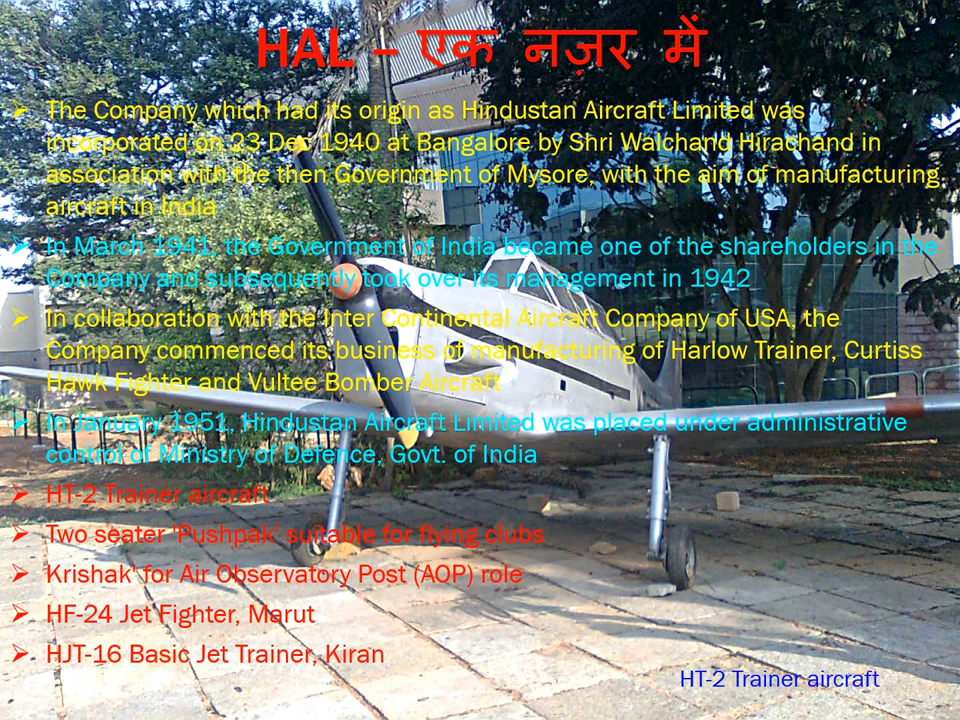 HAL – एक नज़र में
➢ The Company which had its origin as Hindustan Aircraft Limited was
incorporated on 23 Dec 1940 at Bangalore by Shri Walchand Hirachand in
association with the then Government of Mysore, with the aim of manufacturing
aircraft in India
➢ In March 1941, the Government of India became one of the shareholders in the
Company and subsequently took over its management in 1942
➢ In collaboration with the Inter Continental Aircraft Company of USA, the
Company commenced its business of manufacturing of Harlow Trainer, Curtiss
Hawk Fighter and Vultee Bomber Aircraft
➢ In January 1951, Hindustan Aircraft Limited was placed under administrative
control of Ministry of Defence, Govt. of India
➢ HT-2 Trainer aircraft
➢ Two seater 'Pushpak' suitable for flying clubs
➢ Krishak' for Air Observatory Post (AOP) role
➢ HF-24 Jet Fighter, Marut
➢ HJT-16 Basic Jet Trainer, Kiran
HT-2 Trainer aircraft